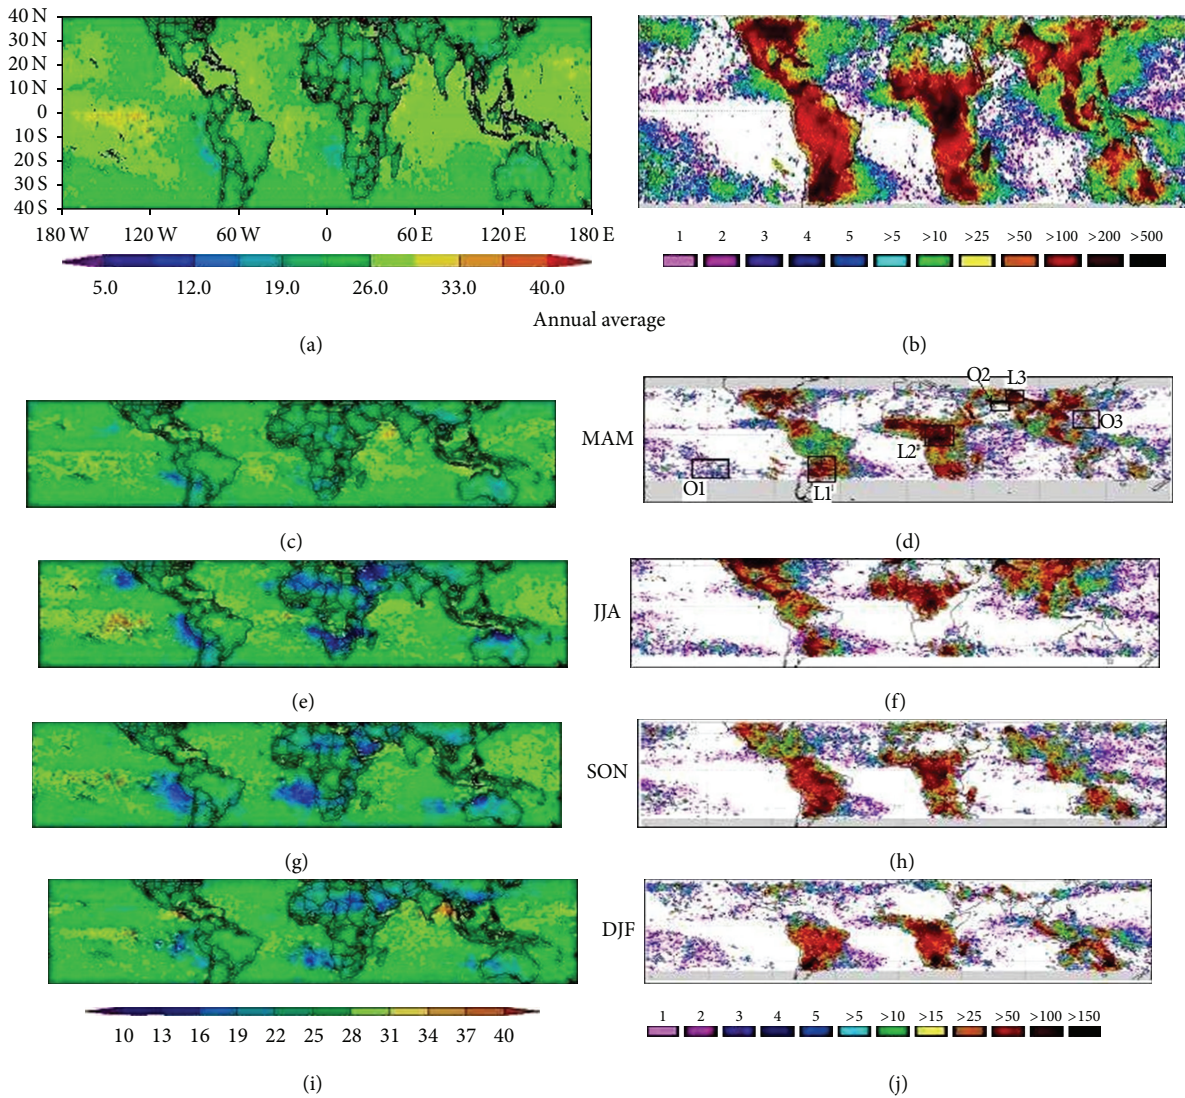 40 N
30 N
20 N
10 N
0
10 S
20 S
30 S
40 S
180 W 120 W 60 W 0 60 E 120 E 180 E
5.0 12.0 19.0 26.0 33.0 40.0
1 2 3 4 5 >5 >10 >25 >50 >100 >200 >500
Annual average
(a) (b)
MAM
O2 L3
O3
L2
O1 L1
(c) (d)
JJA
(e) (f)
SON
(g) (h)
DJF
10 13 16 19 22 25 28 31 34 37 40
1 2 3 4 5 >5 >10 >15 >25 >50 >100 >150
(i) (j)